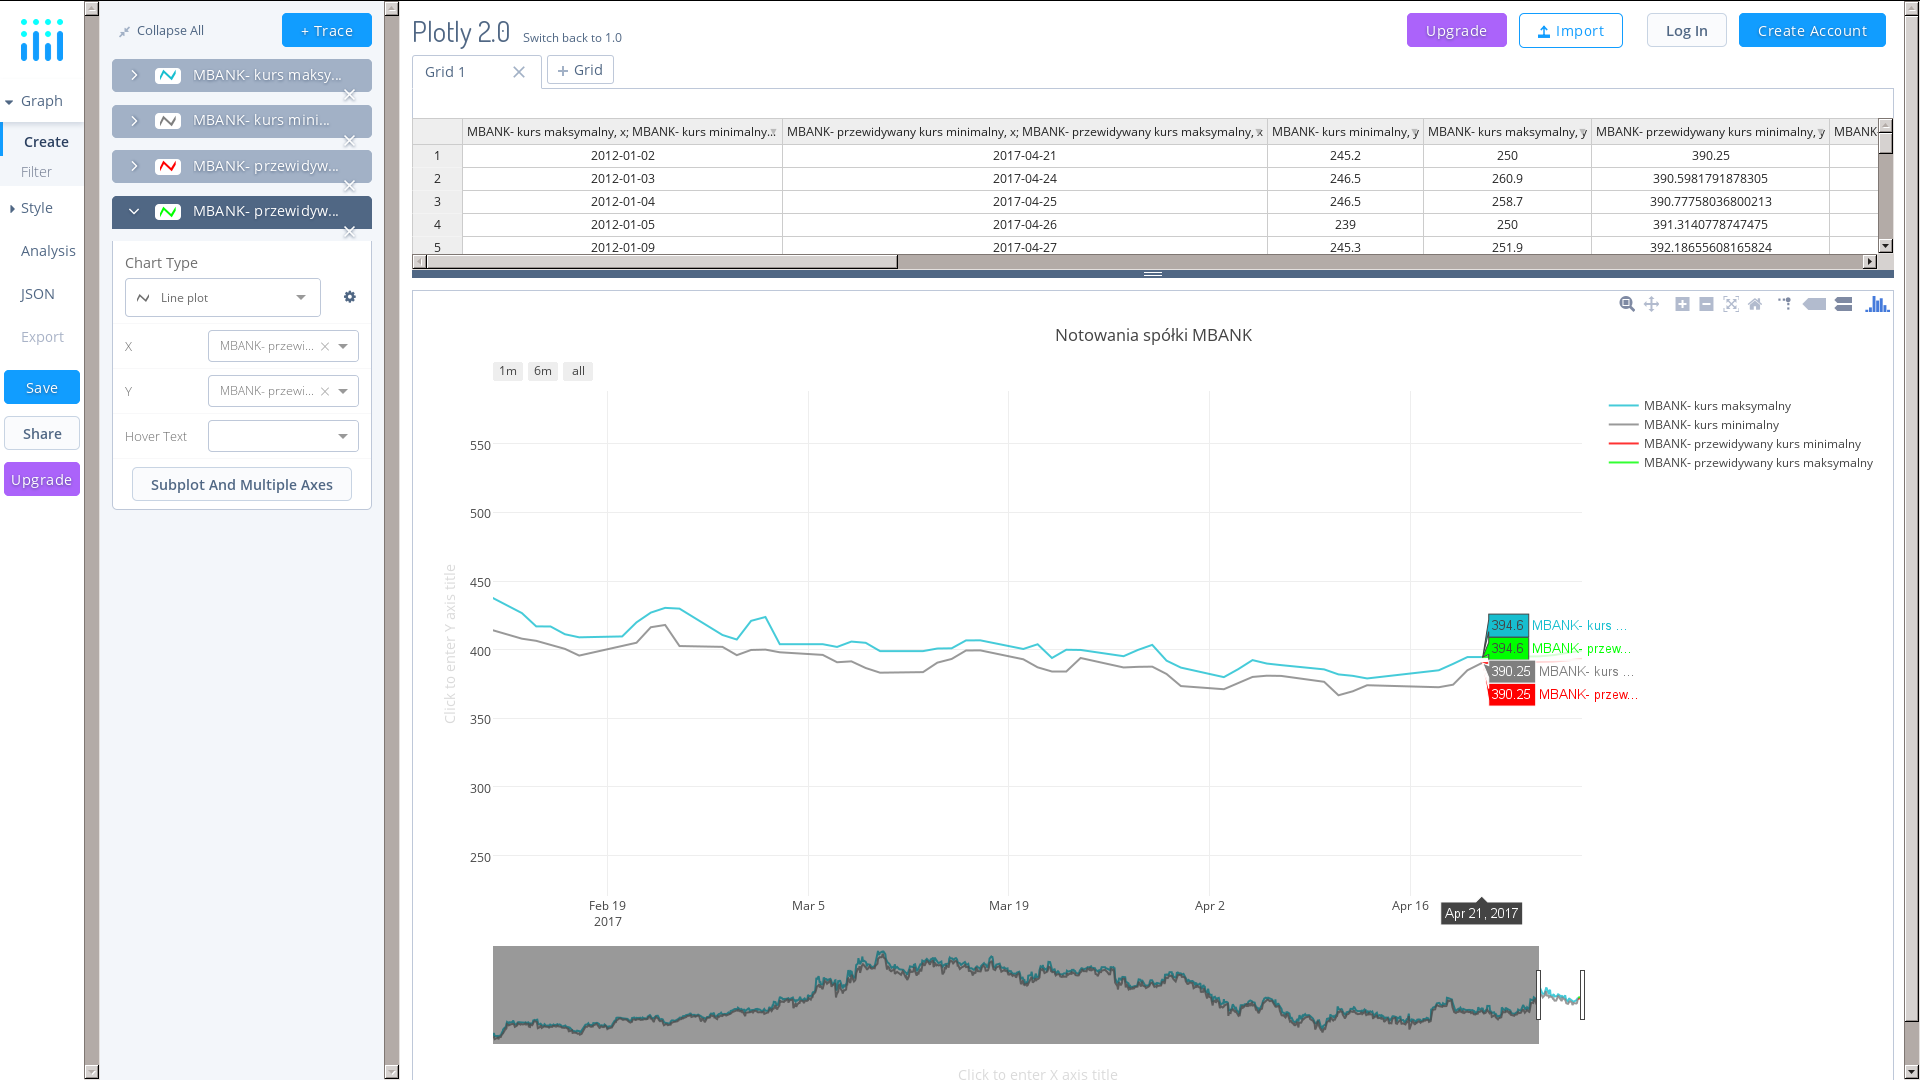 Collapse All
+ Trace
MBANK- kurs maksy...
MBANK- kurs mini...
MBANK- przewidyw...
MBANK- przewidyw...
Graph
Create
Filter
Style
Analysis
JSON
Export
Save
Share
Upgrade
Chart Type
Line plot
X
MBANK- przewi...
Y
MBANK- przewi...
Hover Text
Subplot And Multiple Axes
Plotly 2.0
Switch back to 1.0
Upgrade
Import
Log In
Create Account
Grid 1
+ Grid
MBANK- kurs maksymalny, x; MBANK- kurs minimalny... MBANK- przewidywany kurs minimalny, x; MBANK- przewidywany kurs maksymalny, x MBANK- kurs minimalny, y MBANK- kurs maksymalny, y MBANK- przewidywany kurs minimalny, y MBANK
1 2012-01-02 2017-04-21 245.2 250 390.25
2 2012-01-03 2017-04-24 246.5 260.9 390.5981791878305
3 2012-01-04 2017-04-25 246.5 258.7 390.77758036800213
4 2012-01-05 2017-04-26 239 250 391.3140778747475
5 2012-01-09 2017-04-27 245.3 251.9 392.18655608165824
Notowania spółki MBANK
1m 6m all
MBANK- kurs maksymalny
MBANK- kurs minimalny
MBANK- przewidywany kurs minimalny
MBANK- przewidywany kurs maksymalny
550
500
450
400
350
300
250
Click to enter Y axis title
394.6 MBANK- kurs ...
394.6 MBANK- przew...
390.25 MBANK- kurs ...
390.25 MBANK- przew...
Feb 19
2017
Mar 5
Mar 19
Apr 2
Apr 16
Apr 21, 2017
Click to enter X axis title